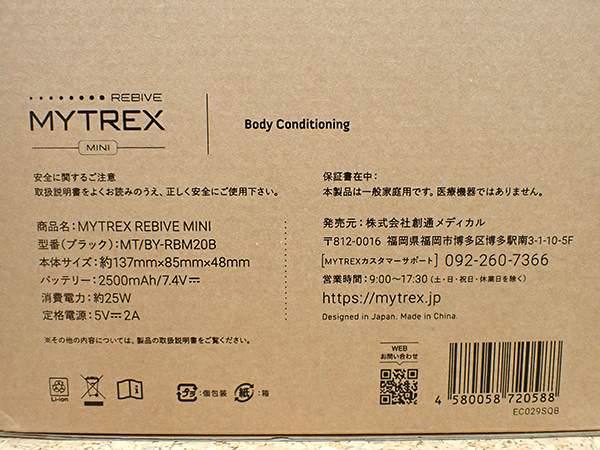 REBIVE
MYTREX
MINI
Body Conditioning
安全に関するご注意
取扱説明書をよくお読みのうえ、正しく安全にご使用下さい。
保証書在中：
本製品は一般家庭用です。医療機器ではありません。
商品名：MYTREX REBIVE MINI
型番(ブラック)：MT/BY-RBM20B
本体サイズ：約137mm×85mm×48mm
バッテリー：2500mAh/7.4V⎓
消費電力：約25W
定格電源：5V⎓2A
※その他の内容については、製品の取扱説明書をご覧ください。
発売元：株式会社創通メディカル
〒812-0016 福岡県福岡市博多区博多駅南3-1-10-5F
[MYTREXカスタマーサポート] 092-260-7366
営業時間：9:00〜17:30 (土・日・祝日・休業日を除く)
https://mytrex.jp
Designed in Japan. Made in China.
WEB
お問い合わせ
Li-ion
プラ
：個包装
紙
：箱
4 580058 720588
EC029SQB